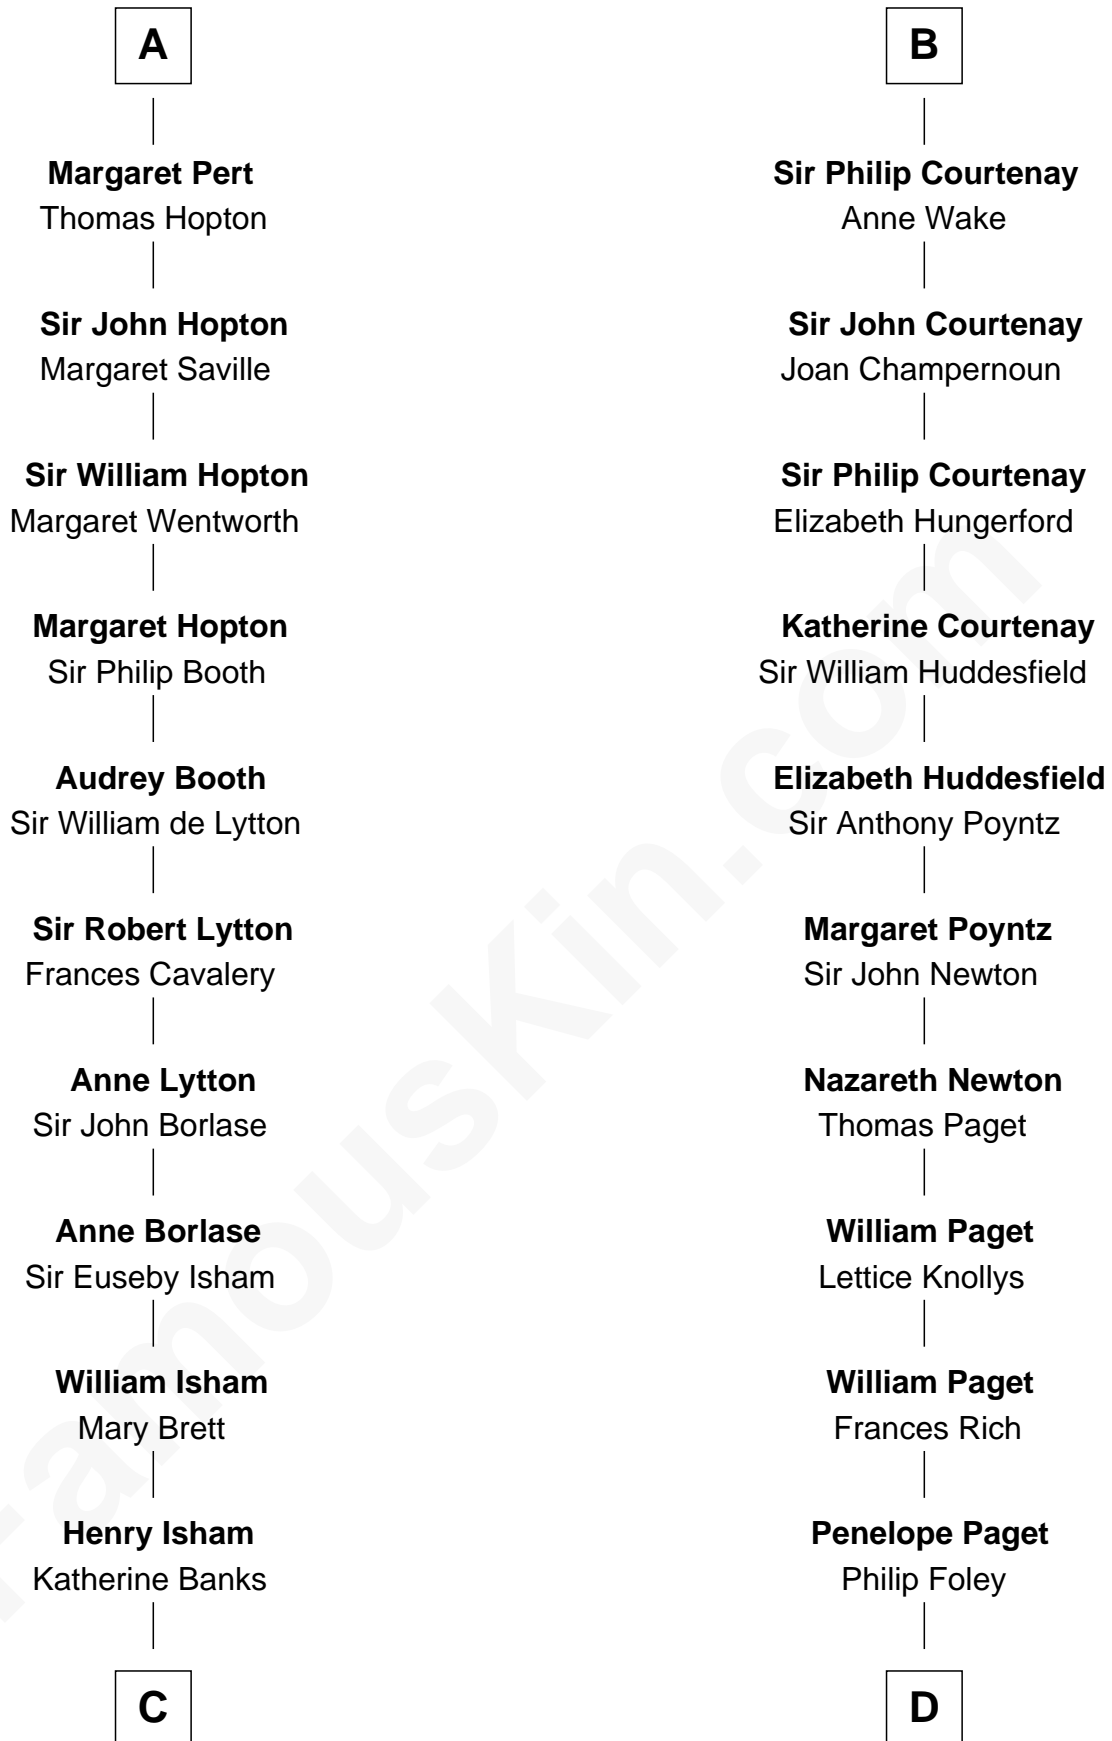 A
Margaret Pert
Thomas Hopton
Sir John Hopton
Margaret Saville
Sir William Hopton
Margaret Wentworth
Margaret Hopton
Sir Philip Booth
Audrey Booth
Sir William de Lytton
Sir Robert Lytton
Frances Cavalery
Anne Lytton
Sir John Borlase
Anne Borlase
Sir Euseby Isham
William Isham
Mary Brett
Henry Isham
Katherine Banks
C
B
Sir Philip Courtenay
Anne Wake
Sir John Courtenay
Joan Champernoun
Sir Philip Courtenay
Elizabeth Hungerford
Katherine Courtenay
Sir William Huddesfield
Elizabeth Huddesfield
Sir Anthony Poyntz
Margaret Poyntz
Sir John Newton
Nazareth Newton
Thomas Paget
William Paget
Lettice Knollys
William Paget
Frances Rich
Penelope Paget
Philip Foley
D
FamousKin.com